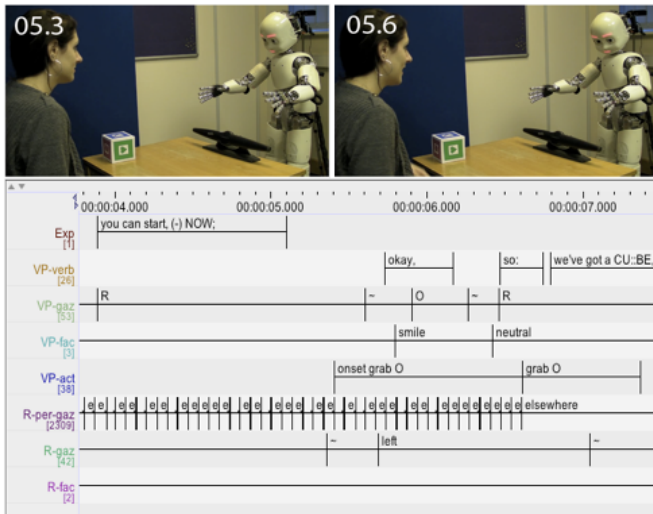 05.3 05.6
00:00:04.000 00:00:05.000 00:00:06.000 00:00:07.000
Exp [1] you can start, (-) NOW;
VP-verb [26] okay, so: we've got a CU::BE,
VP-gaz [53] R ~ O ~ R
VP-fac [3] smile neutral
VP-act [38] onset grab O grab O
R-per-gaz [2309] e e e e e e e e e e e e e e e e e e e e e e e e e e e e elsewhere
R-gaz [42] ~ left ~
R-fac [2]